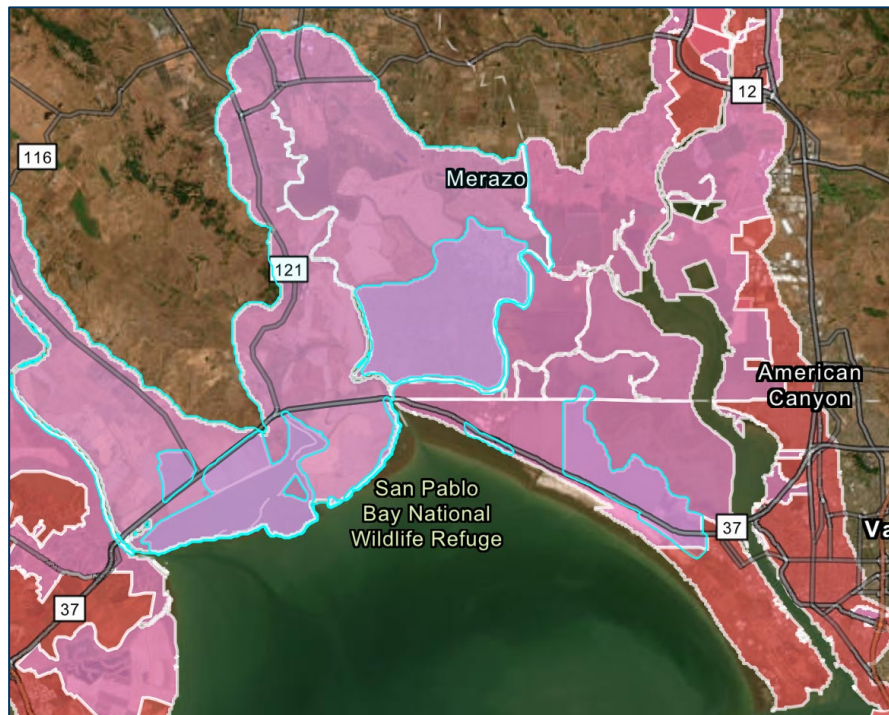 12
116
Merazo
121
American
Canyon
San Pablo
Bay National
Wildlife Refuge
37
Va
37